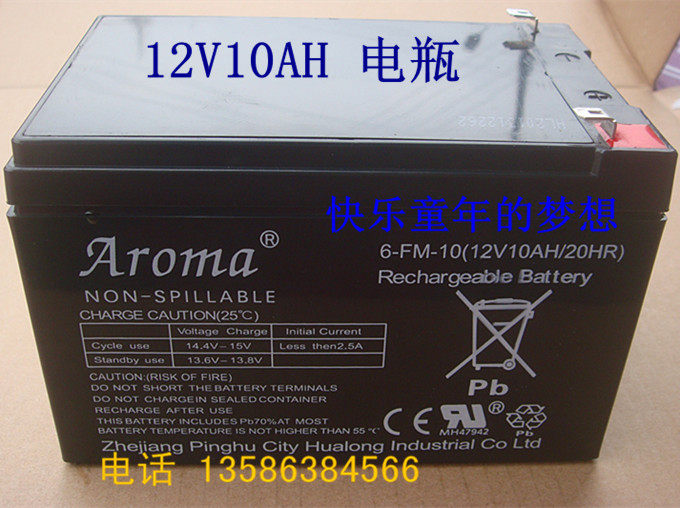 12V10AH 电瓶
快乐童年的梦想
Aroma®
6-FM-10(12V10AH/20HR)
Rechargeable Battery
NON-SPILLABLE
CHARGE CAUTION(25℃)
Voltage Charge Initial Current
Cycle use 14.4V-15V Less then2.5A
Standby use 13.6V-13.8V
CAUTION:(RISK OF FIRE)
DO NOT SHORT THE BATTERY TERMINALS
DO NOT CHARGEIN SEALED CONTAINER
RECHARGE AFTER USE
THIS BATTERY INCLUDES Pb70%AT MOST
BATTERY TEMPERATURE IS NOT HIGHER THAN 55℃
Pb
CE
MH47942
Pb
Zhejiang Pinghu City Hualong Industrial Co Ltd
电话 13586384566